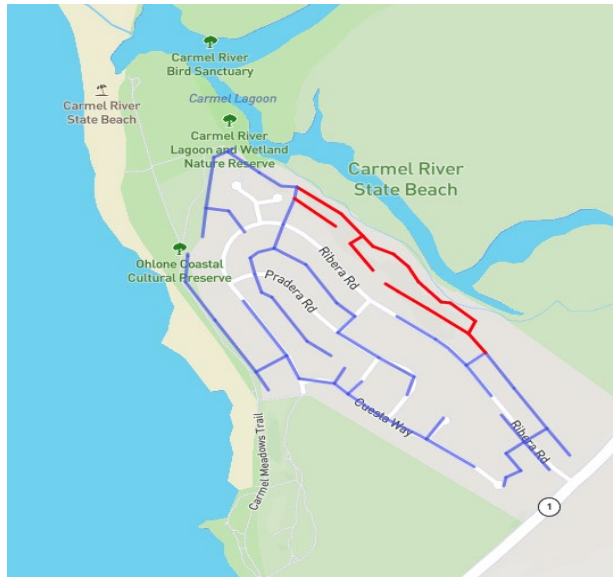 Carmel River
Bird Sanctuary
Carmel Lagoon
Carmel River
State Beach
Carmel River
Lagoon and Wetland
Nature Reserve
Carmel River
State Beach
Ohlone Coastal
Cultural Preserve
Ribera Rd
Pradera Rd
Cuesta Way
Ribera Rd
Carmel Meadows Trail
1